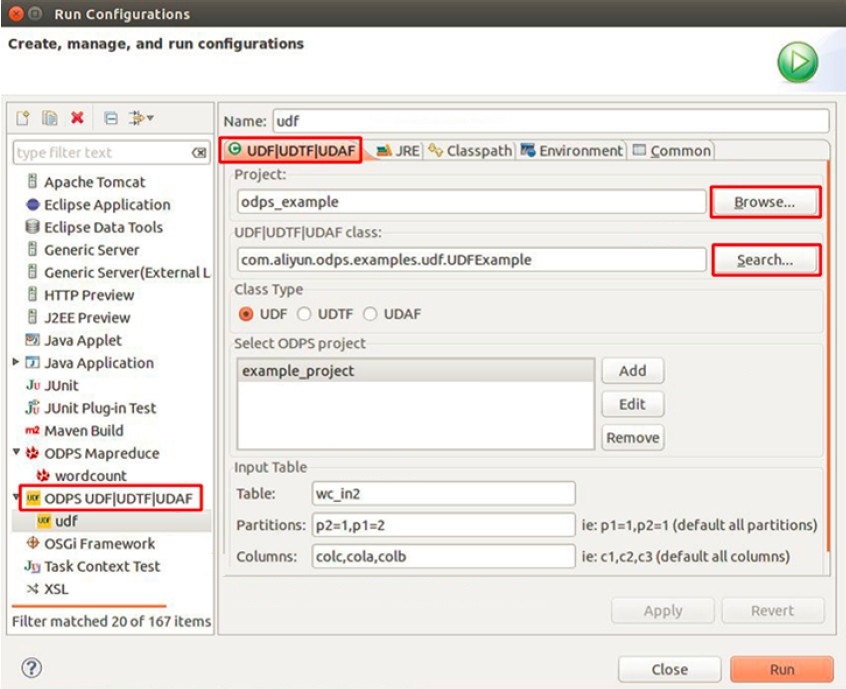 Run Configurations
Create, manage, and run configurations
Name: udf
type filter text
UDF|UDTF|UDAF JRE Classpath Environment Common
Project:
odps_example Browse...
UDF|UDTF|UDAF class:
com.aliyun.odps.examples.udf.UDFExample Search...
Class Type
UDF UDTF UDAF
Select ODPS project
example_project Add
Edit
Remove
Input Table
Table: wc_in2
Partitions: p2=1,p1=2 ie: p1=1,p2=1 (default all partitions)
Columns: colc,cola,colb ie: c1,c2,c3 (default all columns)
Apply Revert
Apache Tomcat
Eclipse Application
Eclipse Data Tools
Generic Server
Generic Server(External L
HTTP Preview
J2EE Preview
Java Applet
Java Application
Ju JUnit
JUnit Plug-in Test
m2 Maven Build
ODPS Mapreduce
wordcount
UDF ODPS UDF|UDTF|UDAF
UDF udf
OSGi Framework
Ju Task Context Test
XSL
Filter matched 20 of 167 items
? Close Run